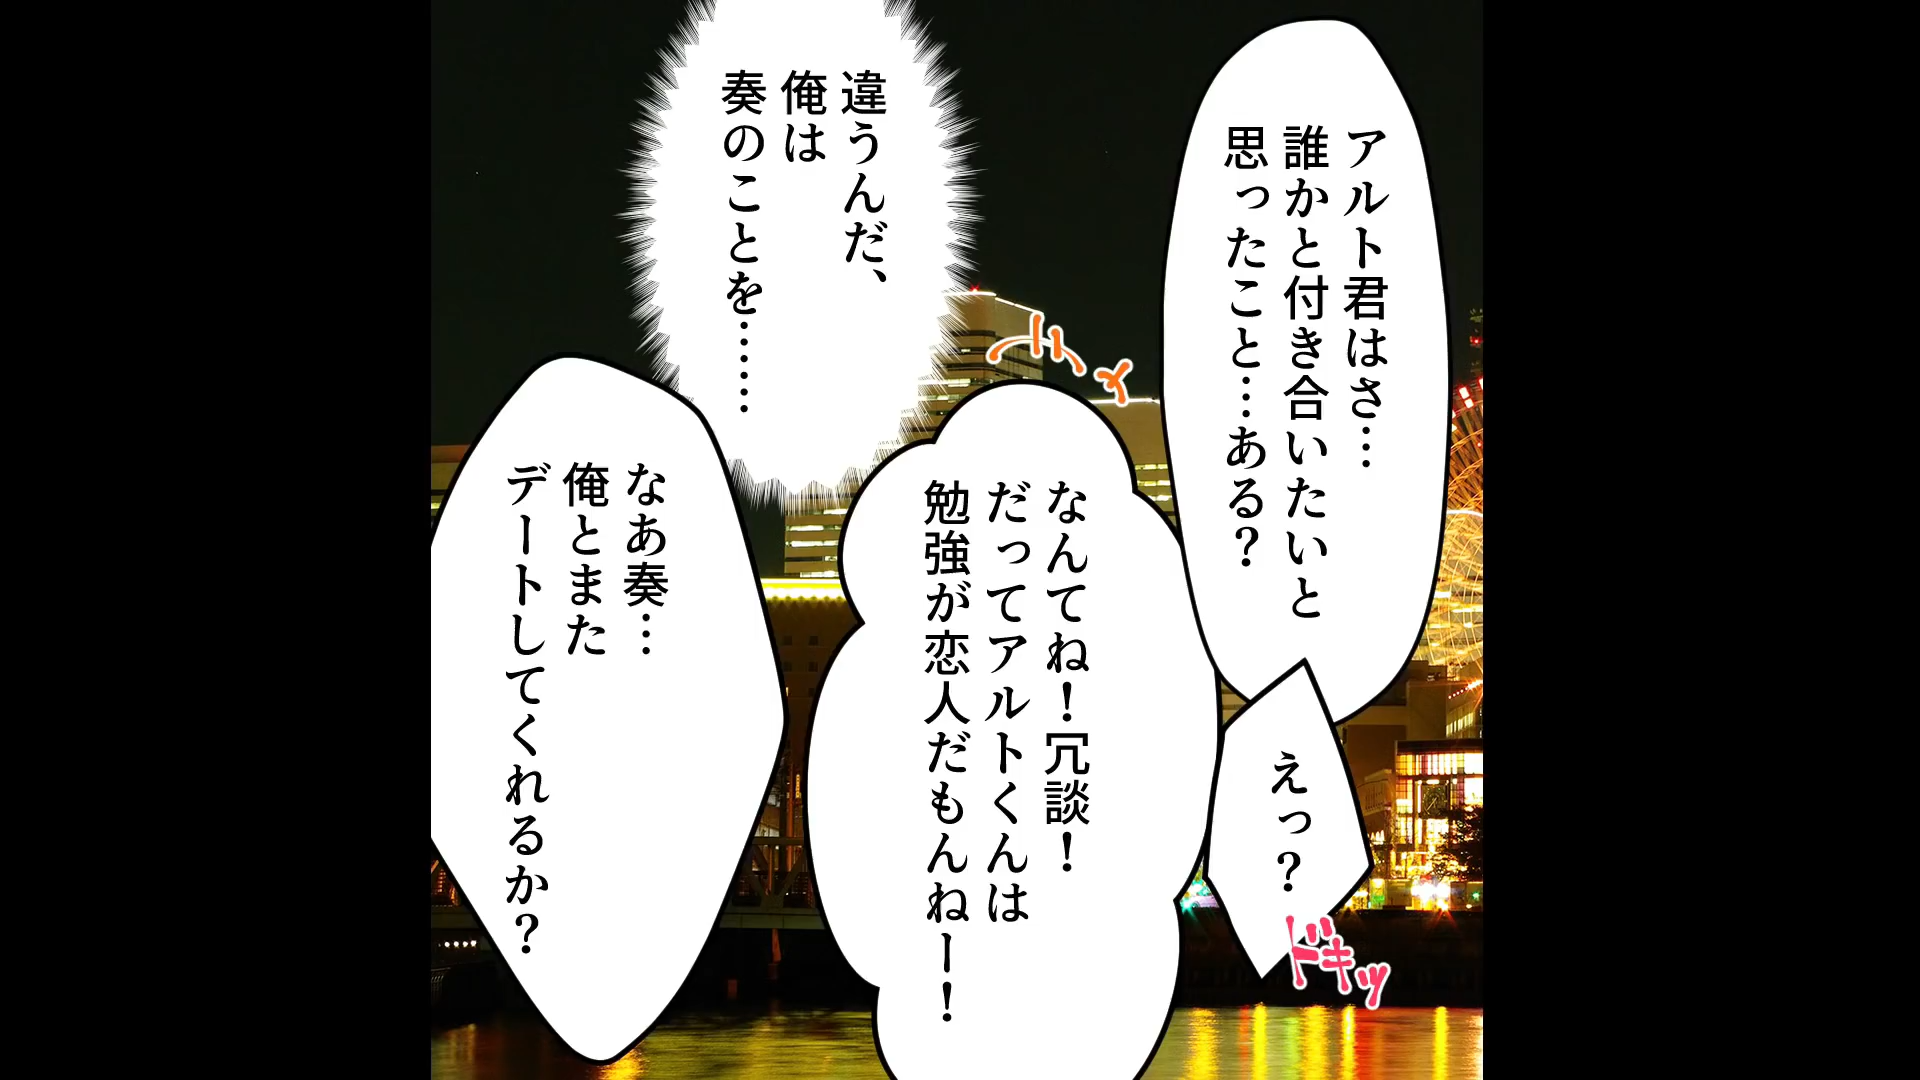 アルト君はさ…
誰かと付き合いたいと
思ったこと…ある？
えっ？
ドキッ
なんてね！冗談！
だってアルトくんは
勉強が恋人だもんねー！
違うんだ、
俺は
奏のことを……
なあ奏…
俺とまた
デートしてくれるか？